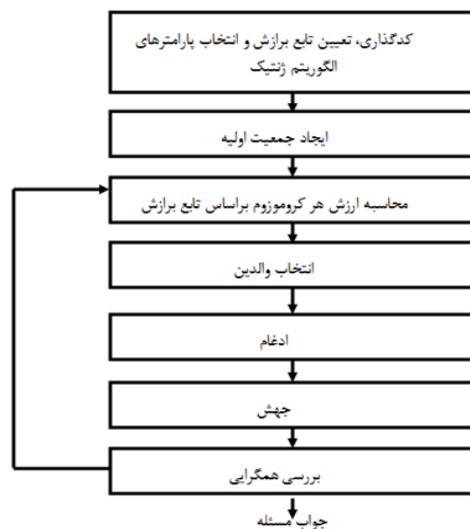 کدگذاری، تعیین تابع برازش و انتخاب پارامترهای
الگوریتم ژنتیک
ایجاد جمعیت اولیه
محاسبه ارزش هر کروموزوم براساس تابع برازش
انتخاب والدین
ادغام
جهش
بررسی همگرایی
جواب مسئله